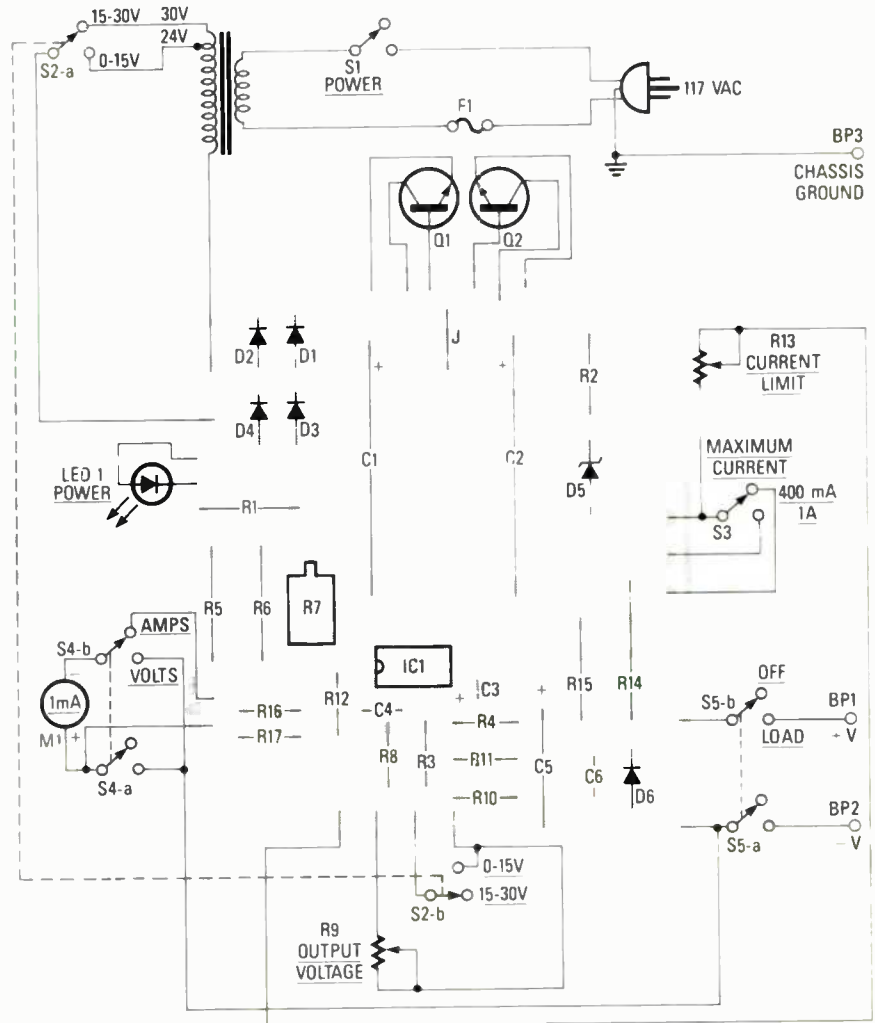 15-30V 30V
24V
S2-a 0-15V
S1
POWER
F1
117 VAC
BP3
CHASSIS
GROUND
Q1 Q2
J
D2 D1
+ +
R2
R13
CURRENT
LIMIT
D4 D3
C1 C2
D5
LED 1
POWER
MAXIMUM
CURRENT
400 mA
1A
S3
R1
R5 R6 R7
S4-b AMPS
VOLTS
IC1
1mA
M1 +
S4-a
R16
R17
R12
C4
+ C3 +
R4
R15 R14
OFF
S5-b BP1
LOAD + V
R8 R3 R11 C5 C6 D6
R10
BP2
S5-a - V
0-15V
15-30V
S2-b
R9
OUTPUT
VOLTAGE